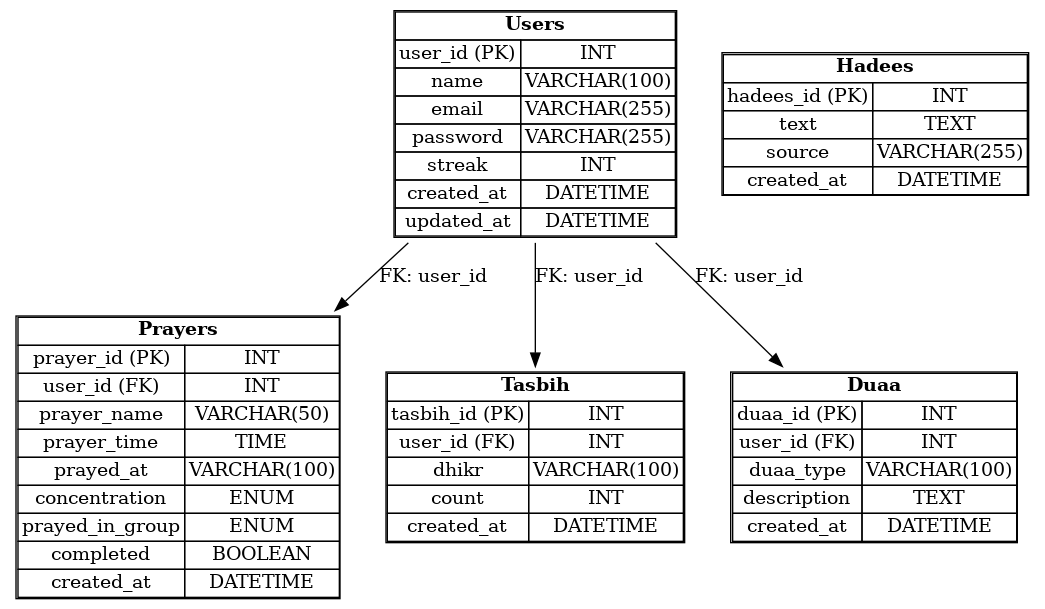 Users
user_id (PK) INT
name VARCHAR(100)
email VARCHAR(255)
password VARCHAR(255)
streak INT
created_at DATETIME
updated_at DATETIME
Hadees
hadees_id (PK) INT
text TEXT
source VARCHAR(255)
created_at DATETIME
FK: user_id
FK: user_id
FK: user_id
Prayers
prayer_id (PK) INT
user_id (FK) INT
prayer_name VARCHAR(50)
prayer_time TIME
prayed_at VARCHAR(100)
concentration ENUM
prayed_in_group ENUM
completed BOOLEAN
created_at DATETIME
Tasbih
tasbih_id (PK) INT
user_id (FK) INT
dhikr VARCHAR(100)
count INT
created_at DATETIME
Duaa
duaa_id (PK) INT
user_id (FK) INT
duaa_type VARCHAR(100)
description TEXT
created_at DATETIME